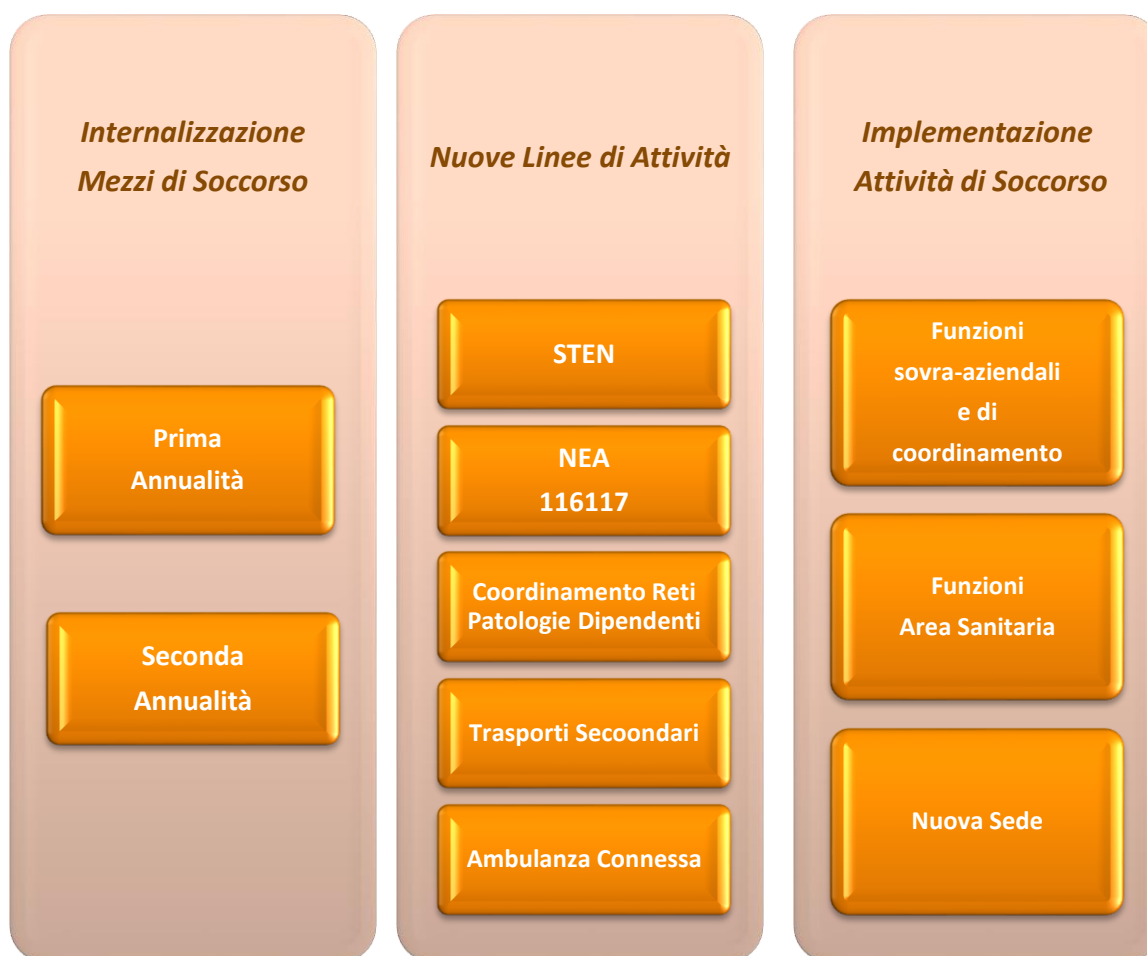 Internalizzazione
Mezzi di Soccorso
Prima
Annualità
Seconda
Annualità
Nuove Linee di Attività
STEN
NEA
116117
Coordinamento Reti
Patologie Dipendenti
Trasporti Secoondari
Ambulanza Connessa
Implementazione
Attività di Soccorso
Funzioni
sovra-aziendali
e di
coordinamento
Funzioni
Area Sanitaria
Nuova Sede